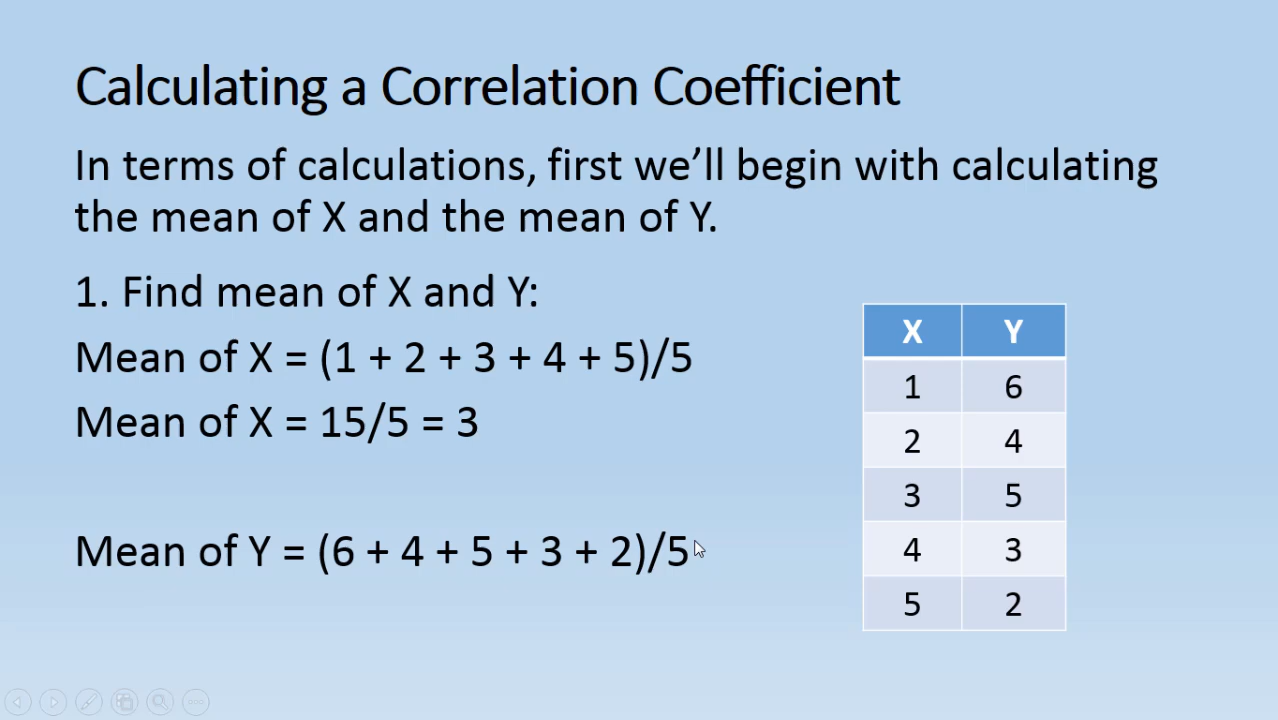 Calculating a Correlation Coefficient
In terms of calculations, first we’ll begin with calculating
the mean of X and the mean of Y.
1. Find mean of X and Y:
Mean of X = (1 + 2 + 3 + 4 + 5)/5
Mean of X = 15/5 = 3
Mean of Y = (6 + 4 + 5 + 3 + 2)/5
X Y
1 6
2 4
3 5
4 3
5 2